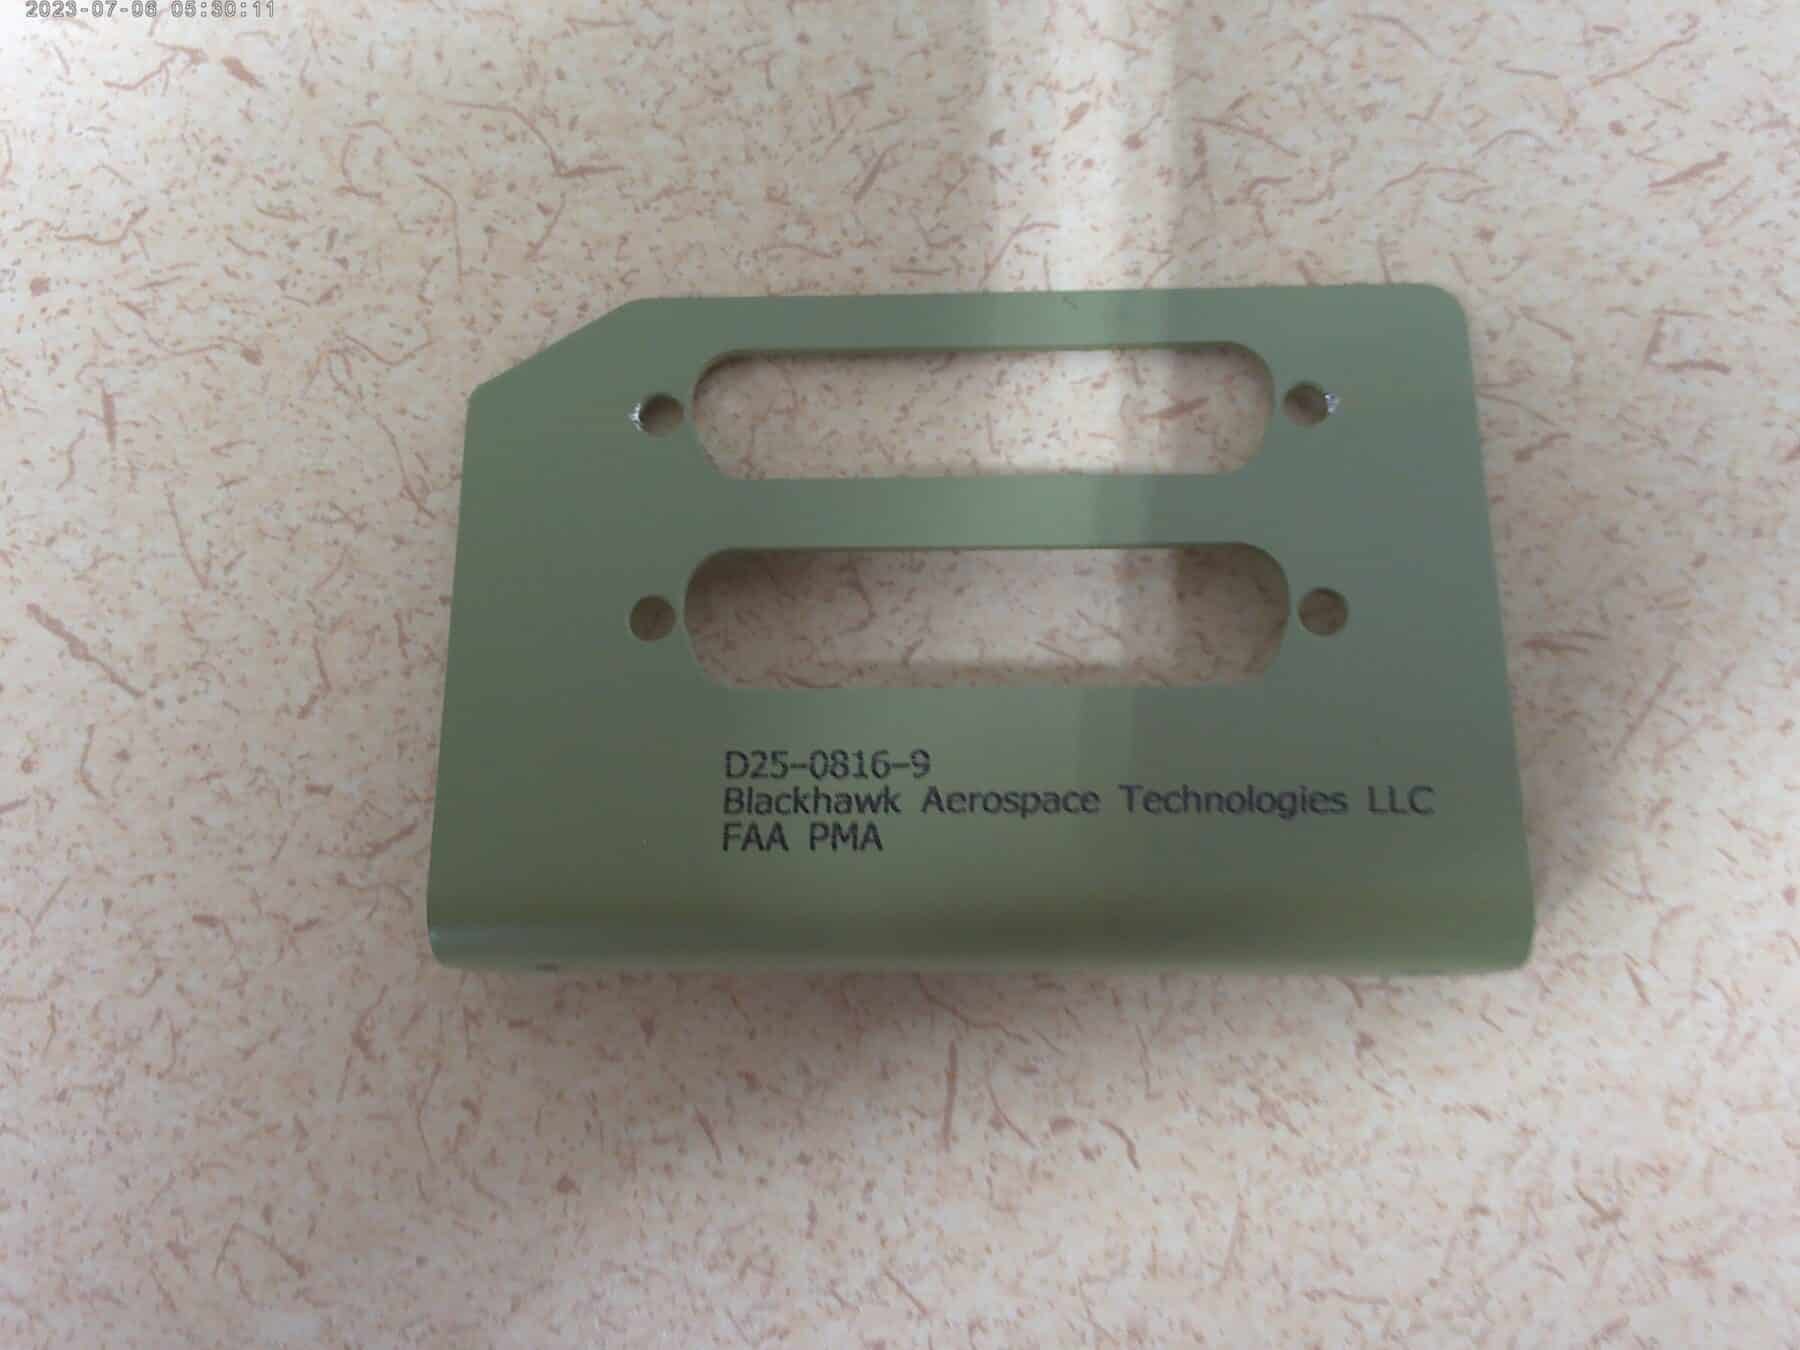 2023-07-06 05:30:11
D25-0816-9
Blackhawk Aerospace Technologies LLC
FAA PMA